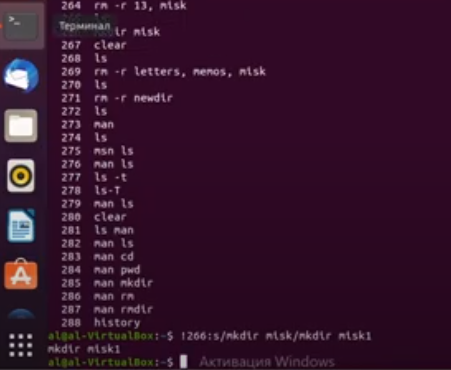 264 rm -r 13, misk
Терминал
misk
267 clear
268 ls
269 rm -r letters, memos, misk
270 ls
271 rm -r newdir
272 ls
273 man
274 ls
275 msn ls
276 man ls
277 ls -t
278 ls-T
279 man ls
280 clear
281 ls man
282 man ls
283 man cd
284 man pwd
285 man mkdir
286 man rm
287 man rmdir
288 history
al@al-VirtualBox:~$ !266:s/mkdir misk/mkdir misk1
mkdir misk1
al@al-VirtualBox:~$
Активация Windows